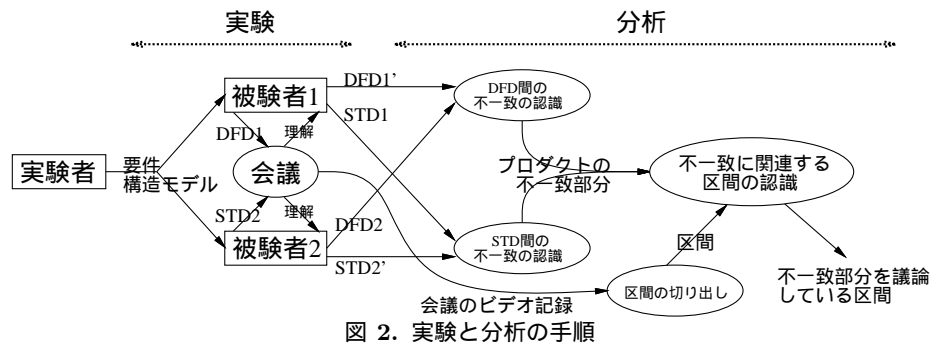 実験
分析
被験者1
DFD1’
DFD間の
不一致の認識
DFD1
理解
STD1
実験者
要件
構造モデル
会議
プロダクトの
不一致部分
不一致に関連する
区間の認識
STD2
理解
DFD2
被験者2
STD2’
STD間の
不一致の認識
区間
不一致部分を議論
している区間
会議のビデオ記録
区間の切り出し
図 2. 実験と分析の手順